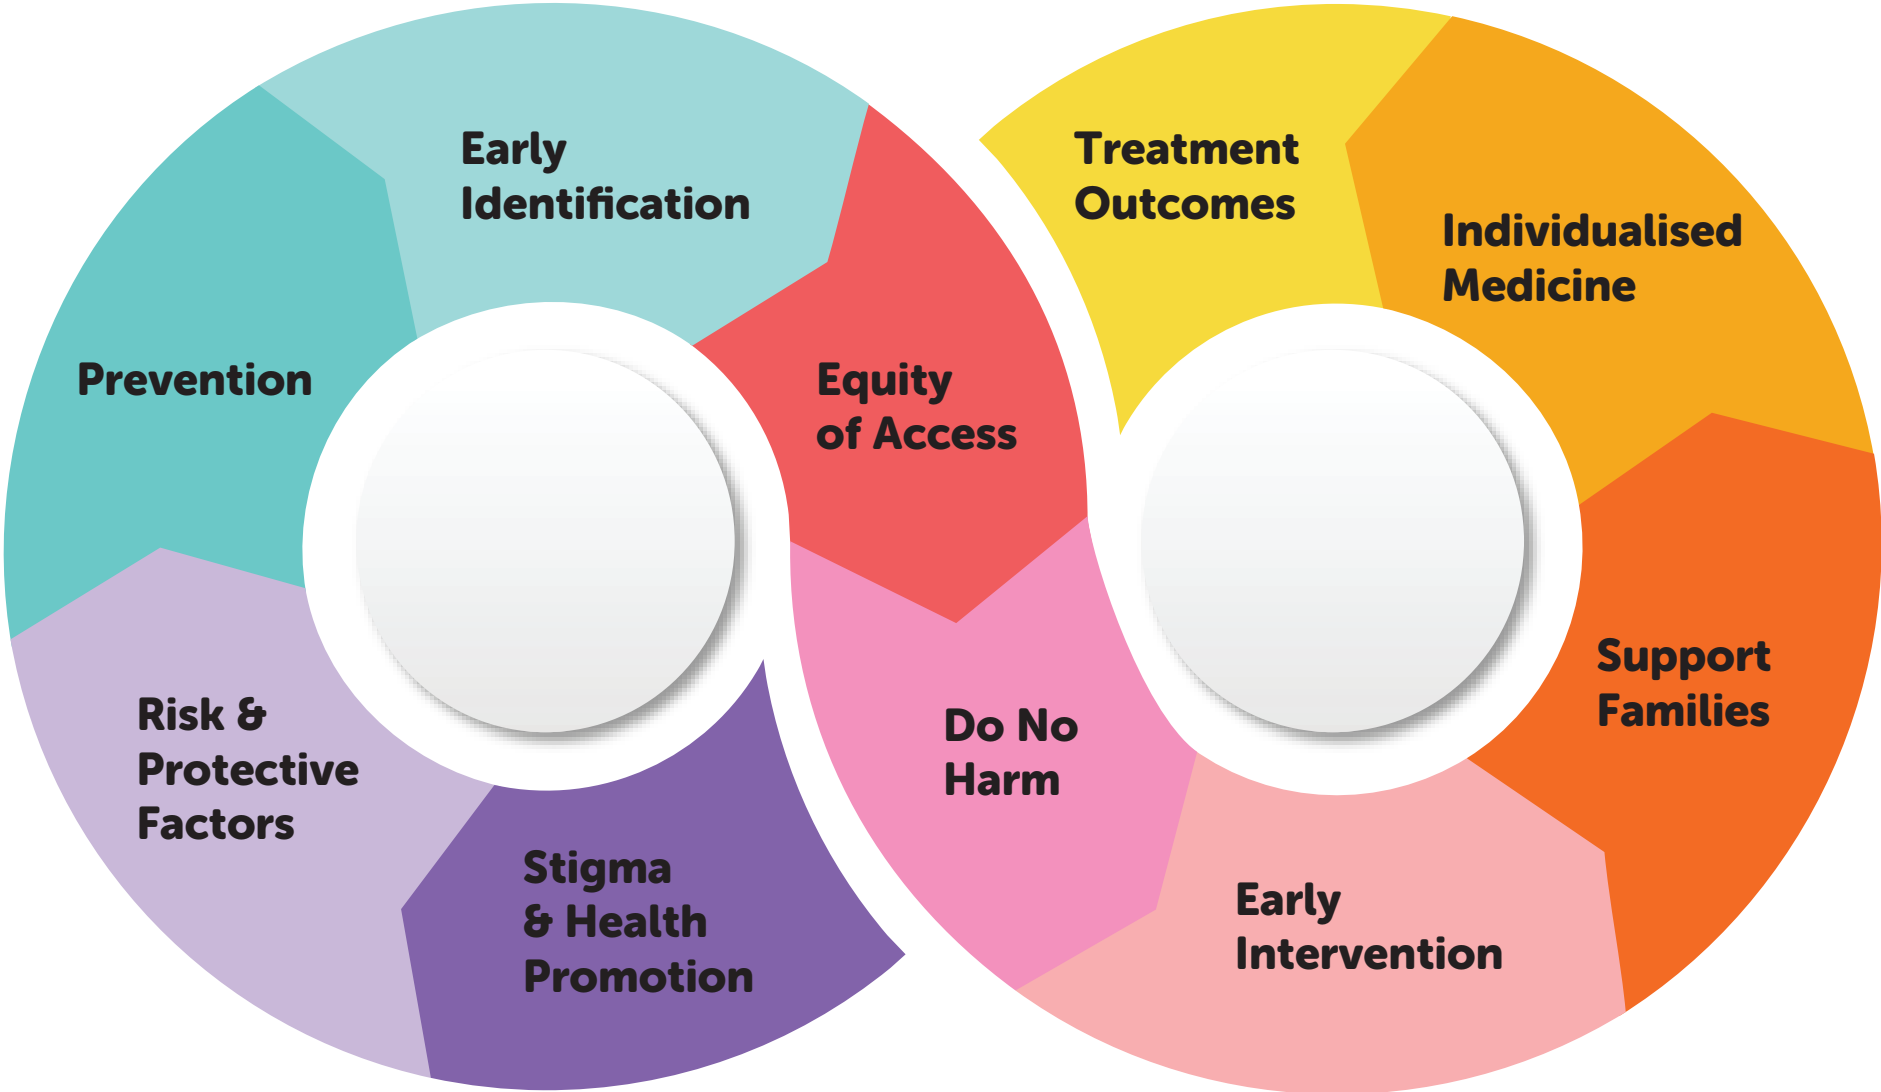 Early
Identification
Treatment
Outcomes
Individualised
Medicine
Prevention
Equity
of Access
Support
Families
Risk &
Protective
Factors
Do No
Harm
Stigma
& Health
Promotion
Early
Intervention